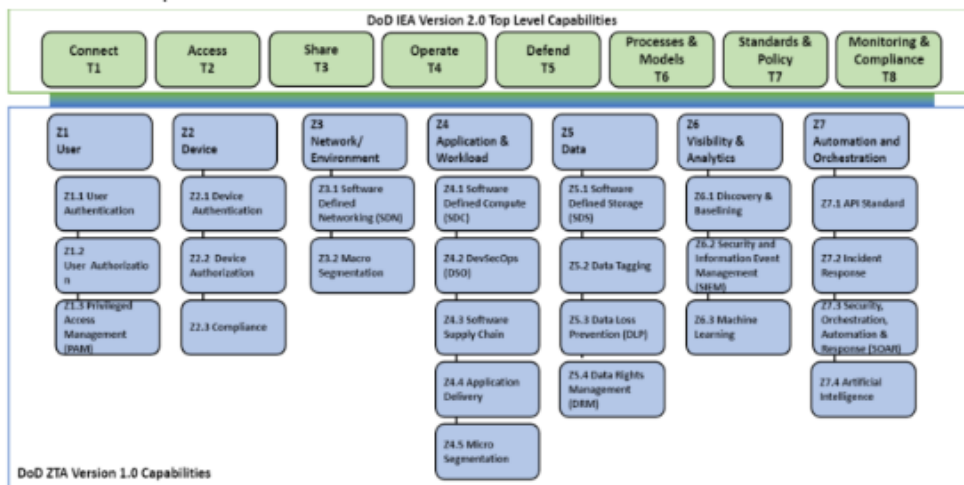 DoD IEA Version 2.0 Top Level Capabilities
Connect
T1
Access
T2
Share
T3
Operate
T4
Defend
T5
Processes &
Models
T6
Standards &
Policy
T7
Monitoring &
Compliance
T8
Z1
User
Z1.1 User
Authentication
Z1.2
User Authorizatio
n
Z1.3 Privileged
Access
Management
(PAM)
Z2
Device
Z2.1 Device
Authentication
Z2.2 Device
Authorization
Z2.3 Compliance
Z3
Network/
Environment
Z3.1 Software
Defined
Networking (SDN)
Z3.2 Macro
Segmentation
Z4
Application &
Workload
Z4.1 Software
Defined Compute
(SDC)
Z4.2 DevSecOps
(DSO)
Z4.3 Software
Supply Chain
Z4.4 Application
Delivery
Z4.5 Micro
Segmentation
Z5
Data
Z5.1 Software
Defined Storage
(SDS)
Z5.2 Data Tagging
Z5.3 Data Loss
Prevention (DLP)
Z5.4 Data Rights
Management
(DRM)
Z6
Visibility &
Analytics
Z6.1 Discovery &
Baselining
Z6.2 Security and
Information Event
Management
(SIEM)
Z6.3 Machine
Learning
Z7
Automation and
Orchestration
Z7.1 API Standard
Z7.2 Incident
Response
Z7.3 Security,
Orchestration,
Automation &
Response (SOAR)
Z7.4 Artificial
Intelligence
DoD ZTA Version 1.0 Capabilities